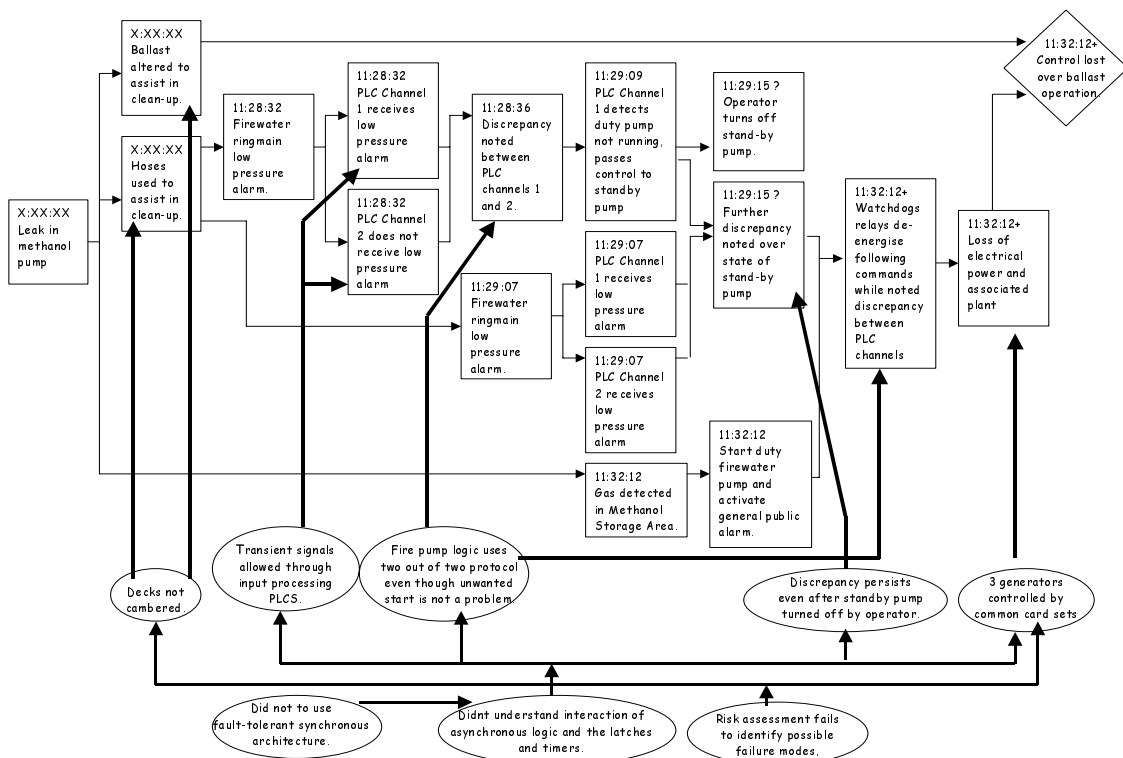 X:XX:XX
Ballast
altered to
assist in
clean-up.
X:XX:XX
Hoses
used to
assist in
clean-up.
X:XX:XX
Leak in
methanol
pump
11:28:32
Firewater
ringmain
low
pressure
alarm.
11:28:32
PLC Channel
1 receives
low
pressure
alarm
11:28:32
PLC Channel
2 does not
receive low
pressure
alarm
11:28:36
Discrepancy
noted
between
PLC
channels 1
and 2.
11:29:07
Firewater
ringmain
low
pressure
alarm.
11:29:09
PLC Channel
1 detects
duty pump
not running,
passes
control to
standby
pump
11:29:07
PLC Channel
1 receives
low
pressure
alarm
11:29:07
PLC Channel
2 receives
low
pressure
alarm
11:32:12
Gas detected
in Methanol
Storage Area.
11:29:15 ?
Operator
turns off
stand-by
pump.
11:29:15 ?
Further
discrepancy
noted over
state of
stand-by
pump
11:32:12
Start duty
firewater
pump and
activate
general public
alarm.
11:32:12+
Watchdogs
relays de-
energise
following
commands
while noted
discrepancy
between
PLC
channels
11:32:12+
Loss of
electrical
power and
associated
plant
11:32:12+
Control lost
over ballast
operation.
Decks not
cambered.
Transient signals
allowed through
input processing
PLCS.
Fire pump logic uses
two out of two protocol
even though unwanted
start is not a problem.
Discrepancy persists
even after standby pump
turned off by operator.
3 generators
controlled by
common card sets
Did not to use
fault-tolerant synchronous
architecture.
Didnt understand interaction of
asynchronous logic and the latches
and timers.
Risk assessment fails
to identify possible
failure modes.